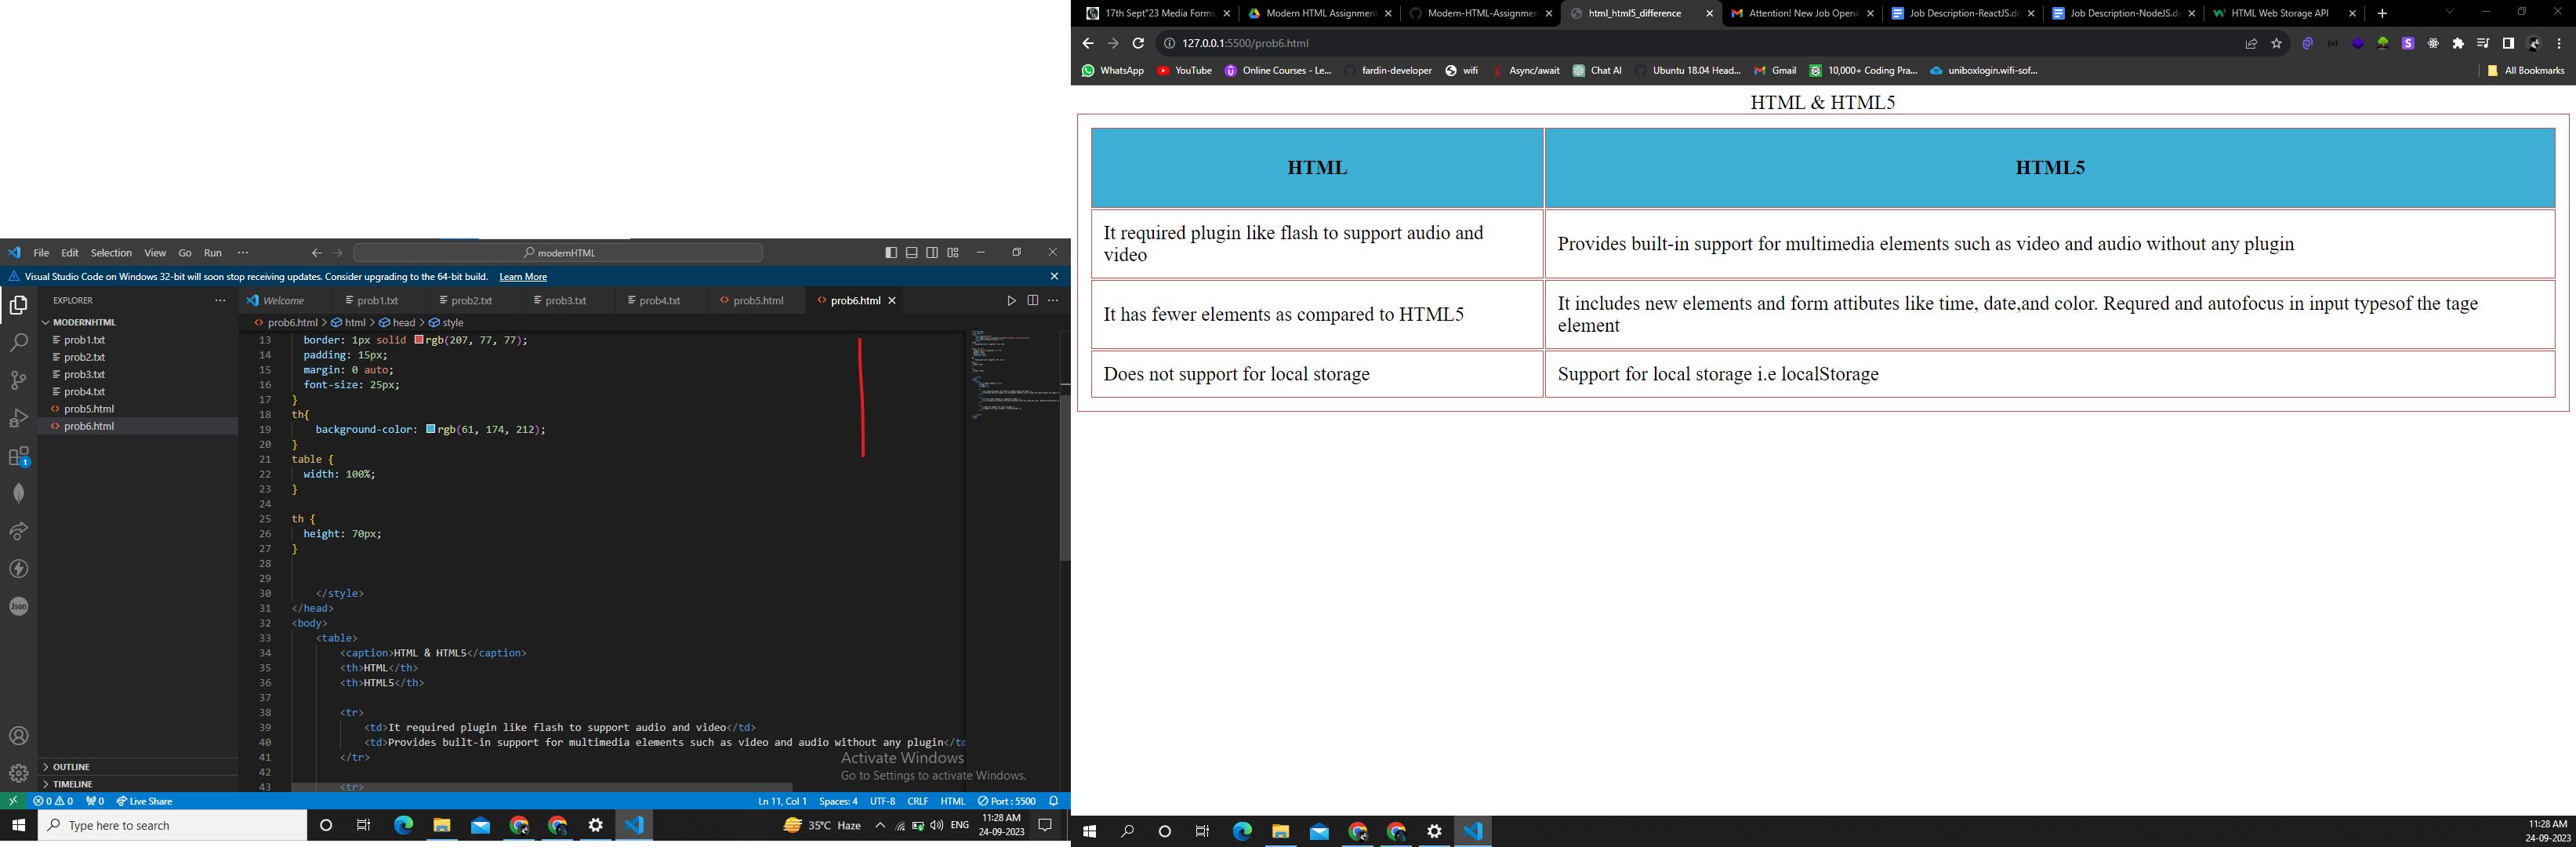 File Edit Selection View Go Run ··· modernHTML
Visual Studio Code on Windows 32-bit will soon stop receiving updates. Consider upgrading to the 64-bit build. Learn More
EXPLORER ···
MODERNHTML
prob1.txt
prob2.txt
prob3.txt
prob4.txt
prob5.html
prob6.html
OUTLINE
TIMELINE
Welcome prob1.txt prob2.txt prob3.txt prob4.txt prob5.html prob6.html
prob6.html > html > head > style
13 border: 1px solid rgb(207, 77, 77);
14 padding: 15px;
15 margin: 0 auto;
16 font-size: 25px;
17 }
18 th{
19 background-color: rgb(61, 174, 212);
20 }
21 table {
22 width: 100%;
23 }
24
25 th {
26 height: 70px;
27 }
28
29
30 </style>
31 </head>
32 <body>
33 <table>
34 <caption>HTML & HTML5</caption>
35 <th>HTML</th>
36 <th>HTML5</th>
37
38 <tr>
39 <td>It required plugin like flash to support audio and video</td>
40 <td>Provides built-in support for multimedia elements such as video and audio without any plugin</td
41 </tr>
42
43 <tr>
Activate Windows
Go to Settings to activate Windows.
Json
1
0 0 0 Live Share Ln 11, Col 1 Spaces: 4 UTF-8 CRLF HTML Port : 5500
Type here to search 35°C Haze ENG 11:28 AM
24-09-2023
17th Sept"23 Media Forms Modern HTML Assignment Modern-HTML-Assignmen html_html5_difference Attention! New Job Openi Job Description-ReactJS.do Job Description-NodeJS.do HTML Web Storage API
127.0.0.1:5500/prob6.html
WhatsApp YouTube Online Courses - Le... fardin-developer wifi Async/await Chat AI Ubuntu 18.04 Head... Gmail 10,000+ Coding Pra... uniboxlogin.wifi-sof... All Bookmarks
HTML & HTML5
HTML HTML5
It required plugin like flash to support audio and
video
Provides built-in support for multimedia elements such as video and audio without any plugin
It has fewer elements as compared to HTML5
It includes new elements and form attibutes like time, date,and color. Requred and autofocus in input typesof the tage
element
Does not support for local storage
Support for local storage i.e localStorage
11:28 AM
24-09-2023